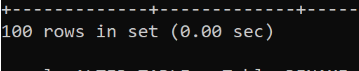 +-------------+-------------+-----
100 rows in set (0.00 sec)